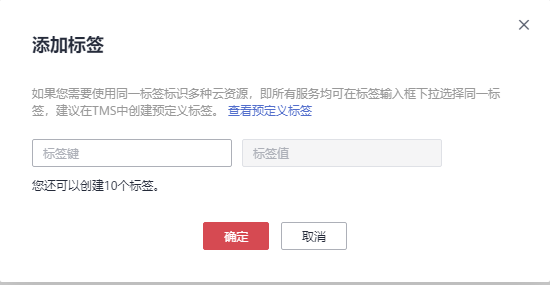 添加标签
如果您需要使用同一标签标识多种云资源，即所有服务均可在标签输入框下拉选择同一标
签，建议在TMS中创建预定义标签。 查看预定义标签
标签键 标签值
您还可以创建10个标签。
确定 取消